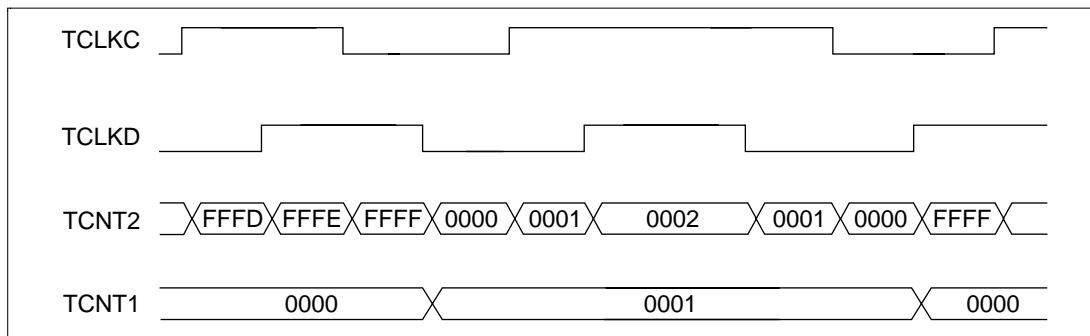 TCLKC
TCLKD
TCNT2 FFFD FFFE FFFF 0000 0001 0002 0001 0000 FFFF
TCNT1 0000 0001 0000